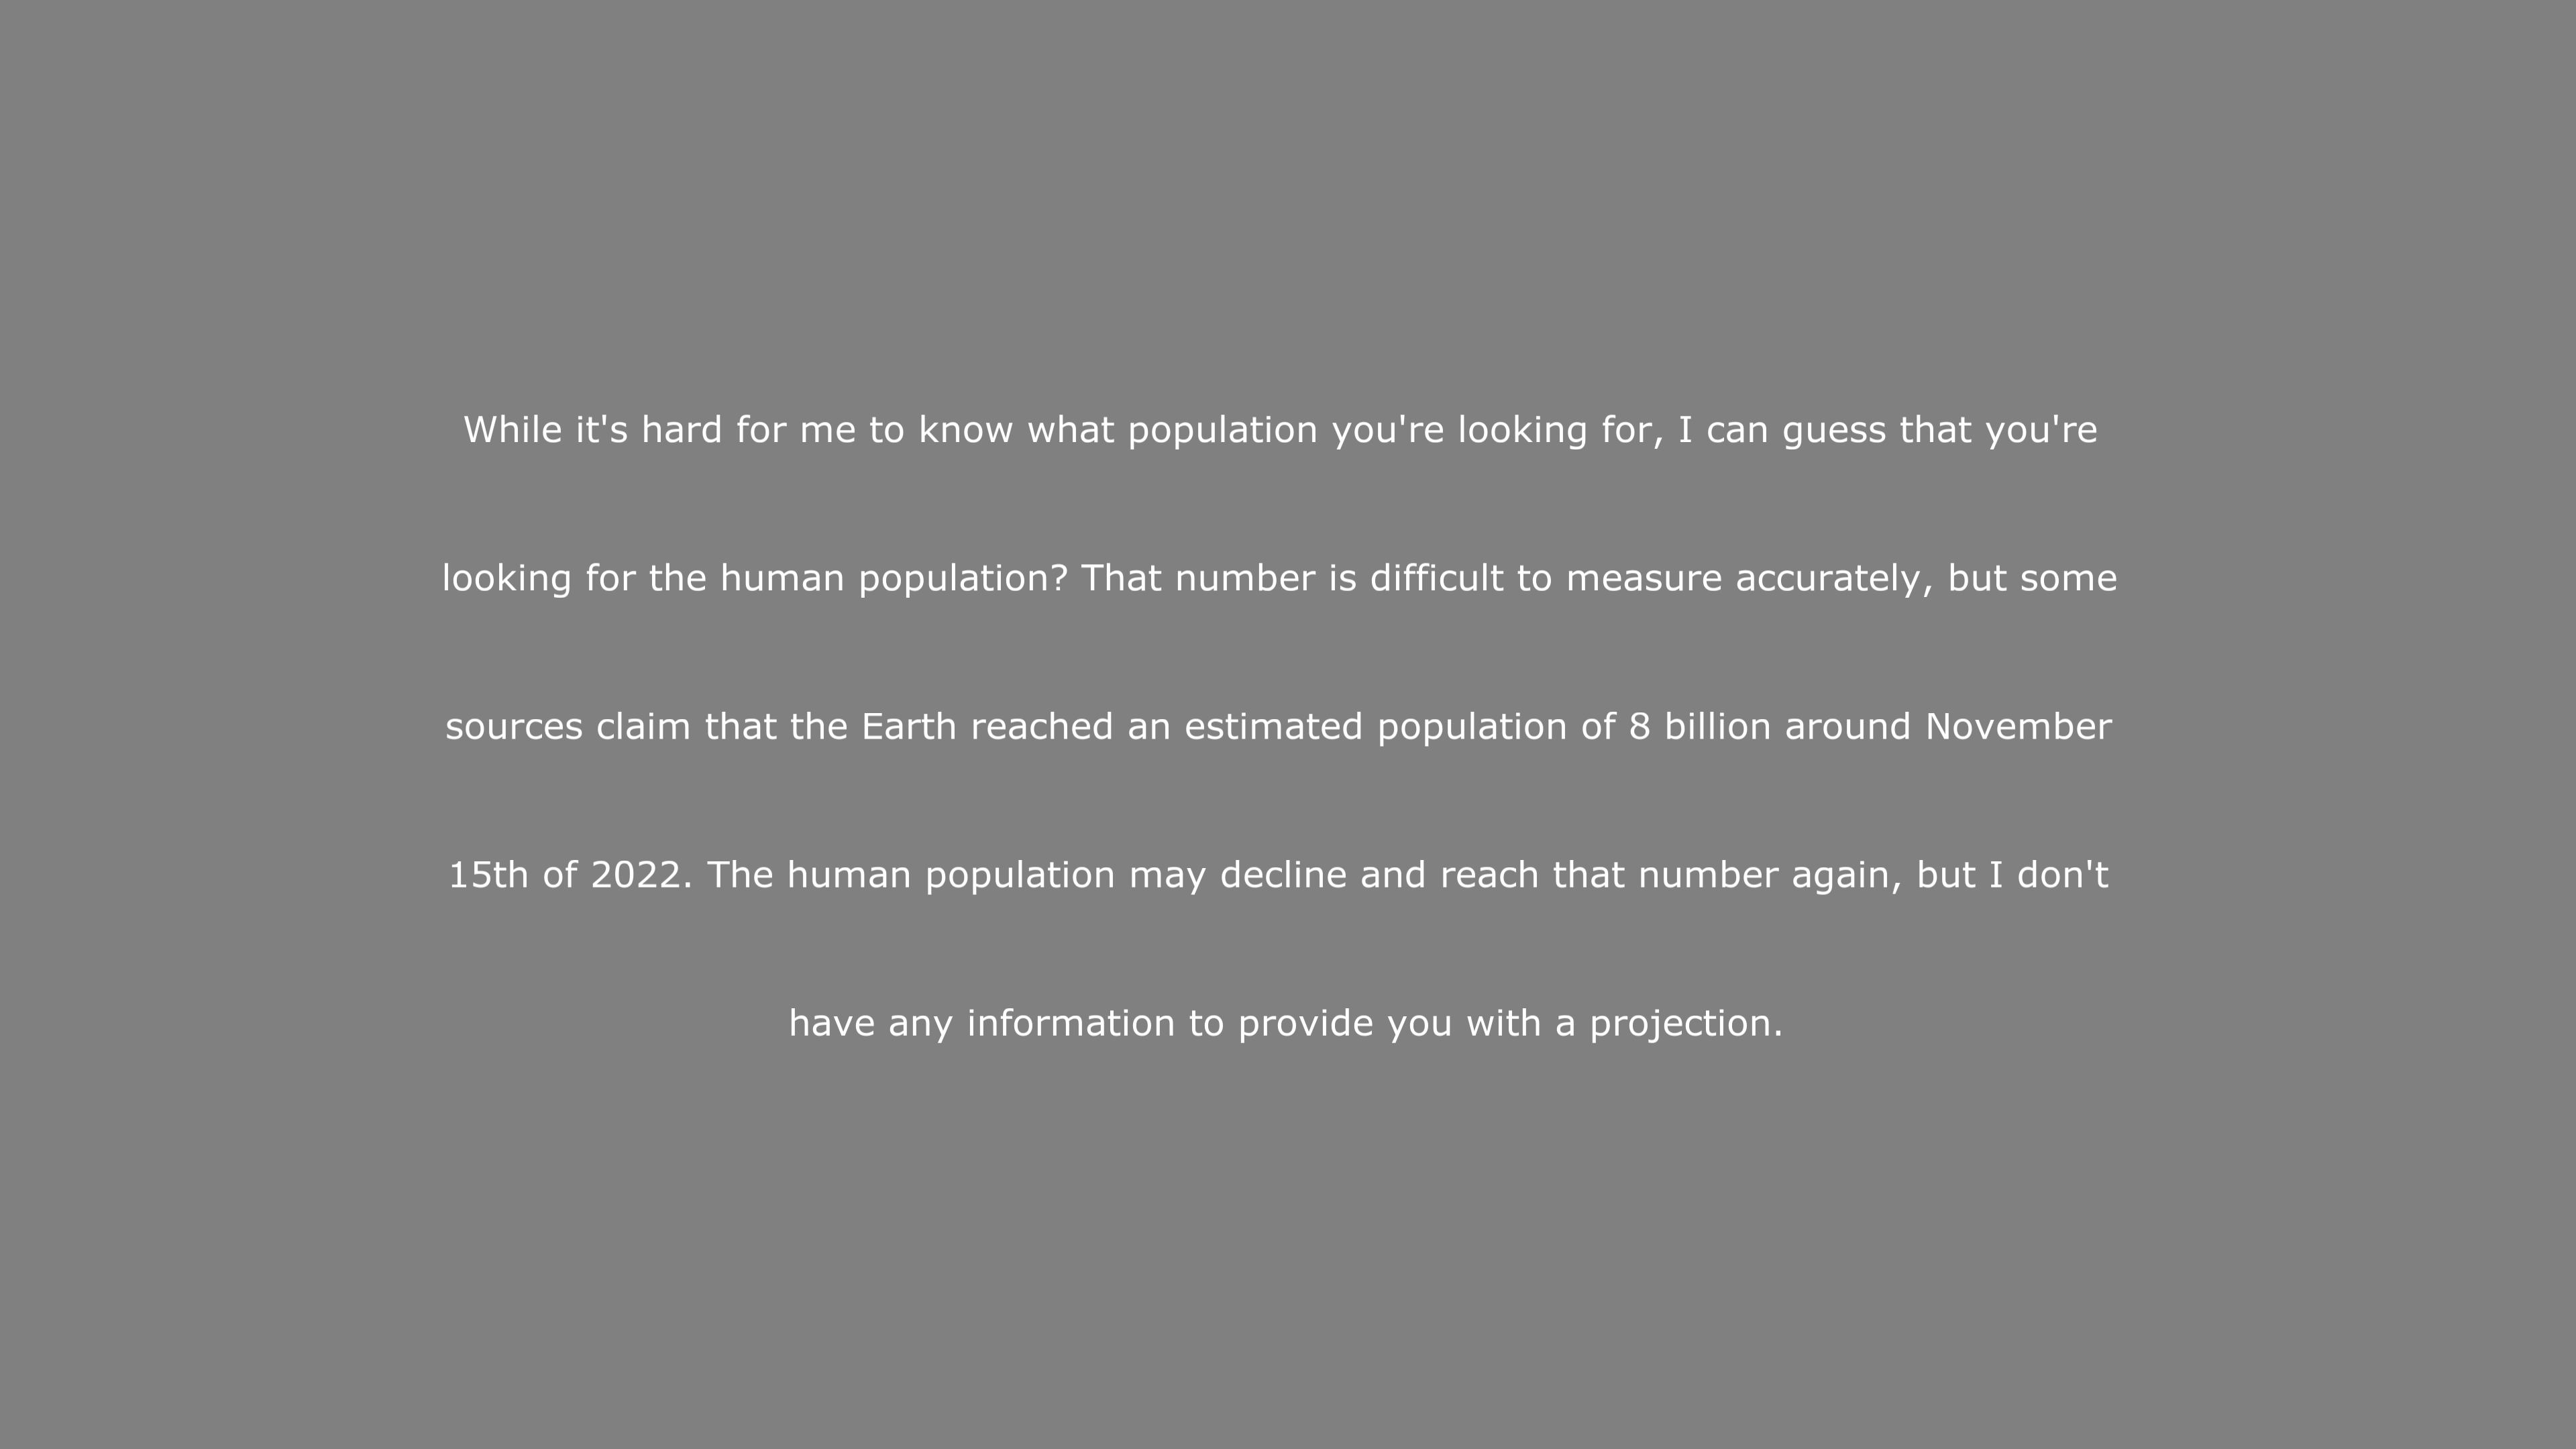 While it's hard for me to know what population you're looking for, I can guess that you're
looking for the human population? That number is difficult to measure accurately, but some
sources claim that the Earth reached an estimated population of 8 billion around November
15th of 2022. The human population may decline and reach that number again, but I don't
have any information to provide you with a projection.